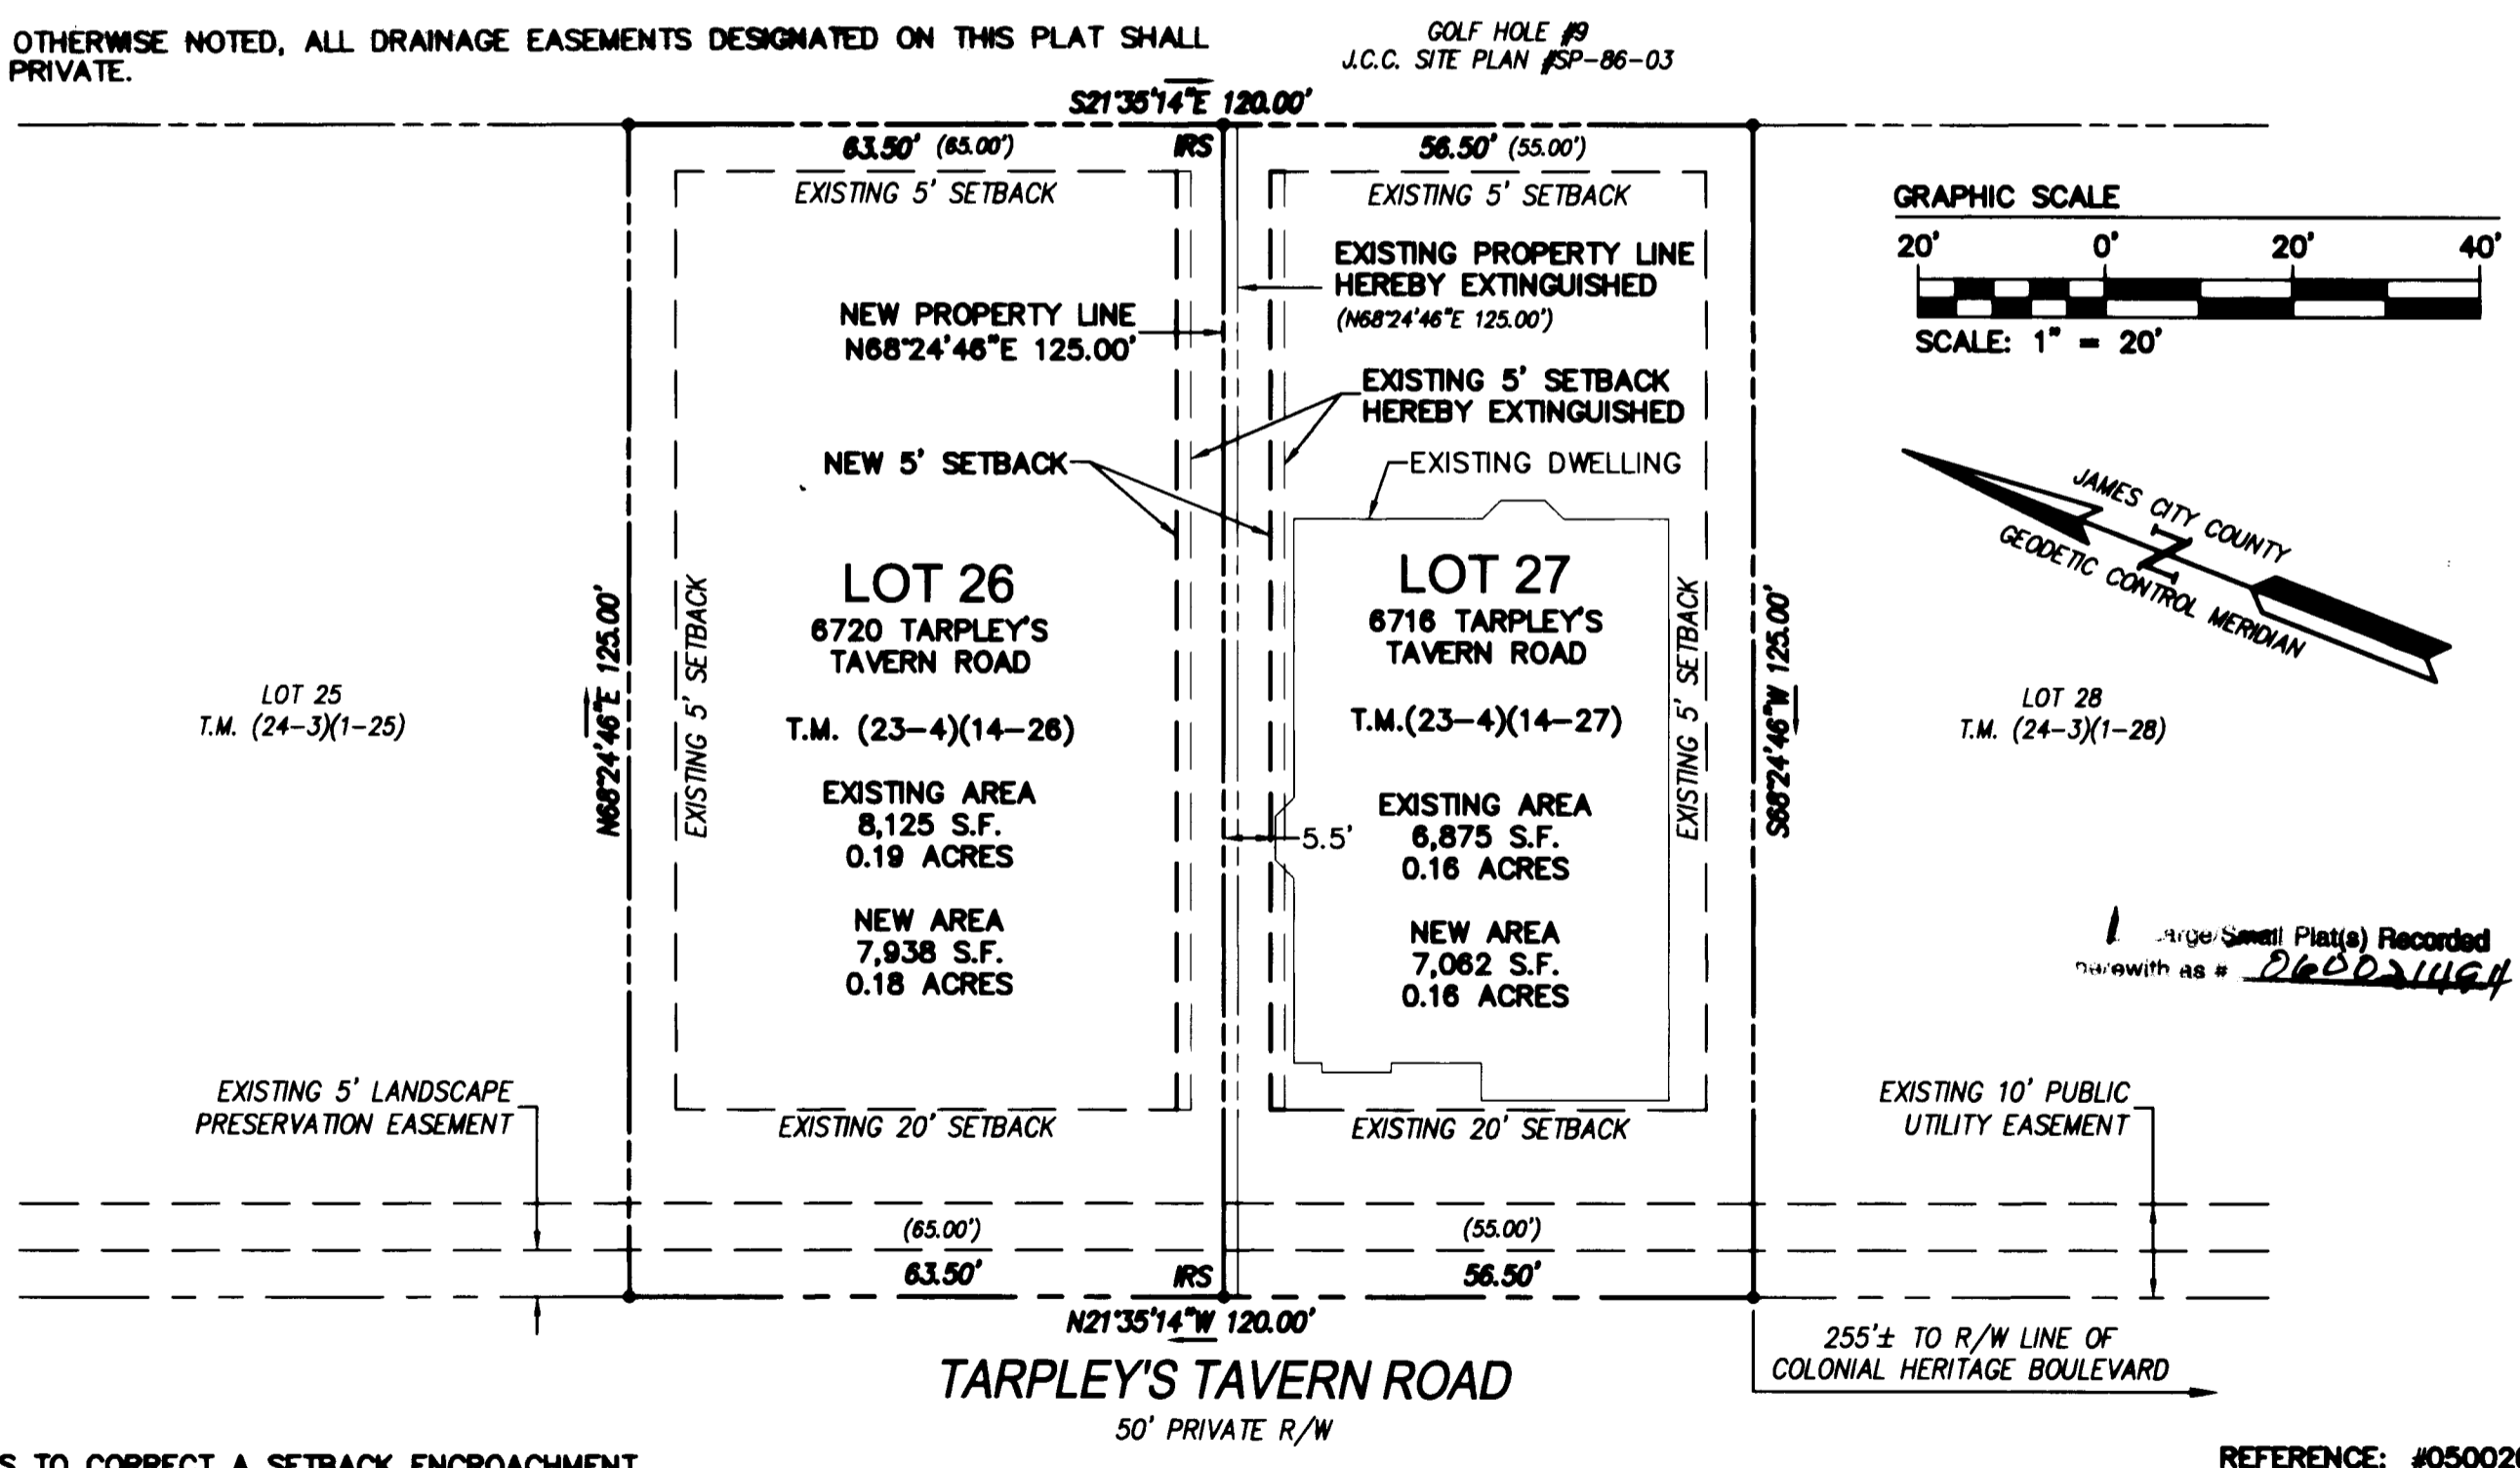 OTHERWISE NOTED, ALL DRAINAGE EASEMENTS DESIGNATED ON THIS PLAT SHALL
PRIVATE.
GOLF HOLE #9
J.C.C. SITE PLAN #SP-86-03
S21°35'14"E 120.00'
63.50' (65.00')
IRS
56.50' (55.00')
EXISTING 5' SETBACK
EXISTING 5' SETBACK
GRAPHIC SCALE
20' 0' 20' 40'
SCALE: 1" = 20'
EXISTING PROPERTY LINE
HEREBY EXTINGUISHED
(N68°24'46"E 125.00')
NEW PROPERTY LINE
N68°24'46"E 125.00'
EXISTING 5' SETBACK
HEREBY EXTINGUISHED
NEW 5' SETBACK
EXISTING DWELLING
JAMES CITY COUNTY
N
GEODETIC CONTROL MERIDIAN
LOT 25
T.M. (24-3)(1-25)
N68°24'46"E 125.00'
EXISTING 5' SETBACK
LOT 26
6720 TARPLEY'S
TAVERN ROAD
T.M. (23-4)(14-26)
EXISTING AREA
8,125 S.F.
0.19 ACRES
NEW AREA
7,938 S.F.
0.18 ACRES
5.5'
LOT 27
6716 TARPLEY'S
TAVERN ROAD
T.M.(23-4)(14-27)
EXISTING AREA
6,875 S.F.
0.16 ACRES
NEW AREA
7,062 S.F.
0.16 ACRES
EXISTING 5' SETBACK
S68°24'46"W 125.00'
LOT 28
T.M. (24-3)(1-28)
Large/Small Plat(s) Recorded
herewith as #
EXISTING 5' LANDSCAPE
PRESERVATION EASEMENT
EXISTING 20' SETBACK
EXISTING 20' SETBACK
EXISTING 10' PUBLIC
UTILITY EASEMENT
(65.00')
(55.00')
63.50'
IRS
56.50'
N21°35'14"W 120.00'
TARPLEY'S TAVERN ROAD
50' PRIVATE R/W
255'± TO R/W LINE OF
COLONIAL HERITAGE BOULEVARD
S TO CORRECT A SETBACK ENCROACHMENT
REFERENCE: #050020